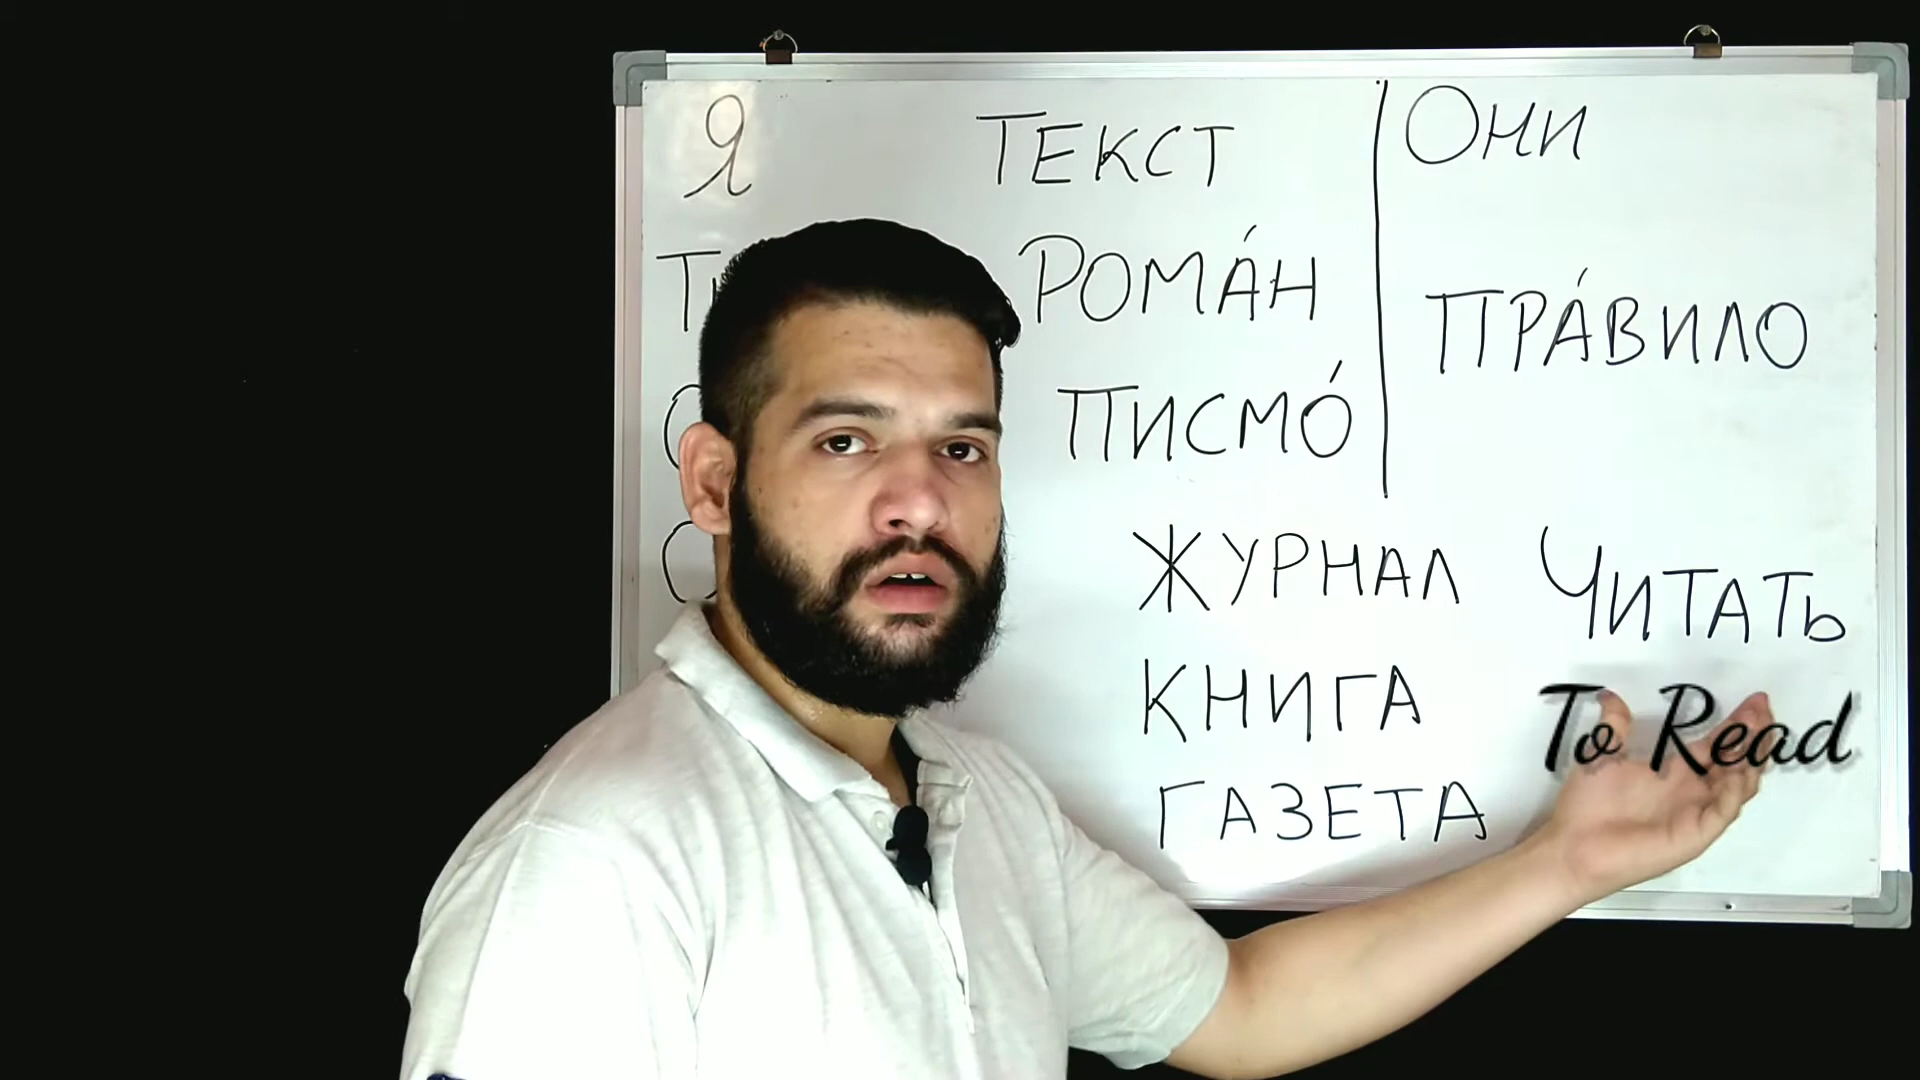 Я ТЕКСТ ОНИ
РОМА́Н ПРА́ВИЛО
ПИСМО́
ЖУРНАЛ ЧИТАТЬ
КНИГА To Read
ГАЗЕТА